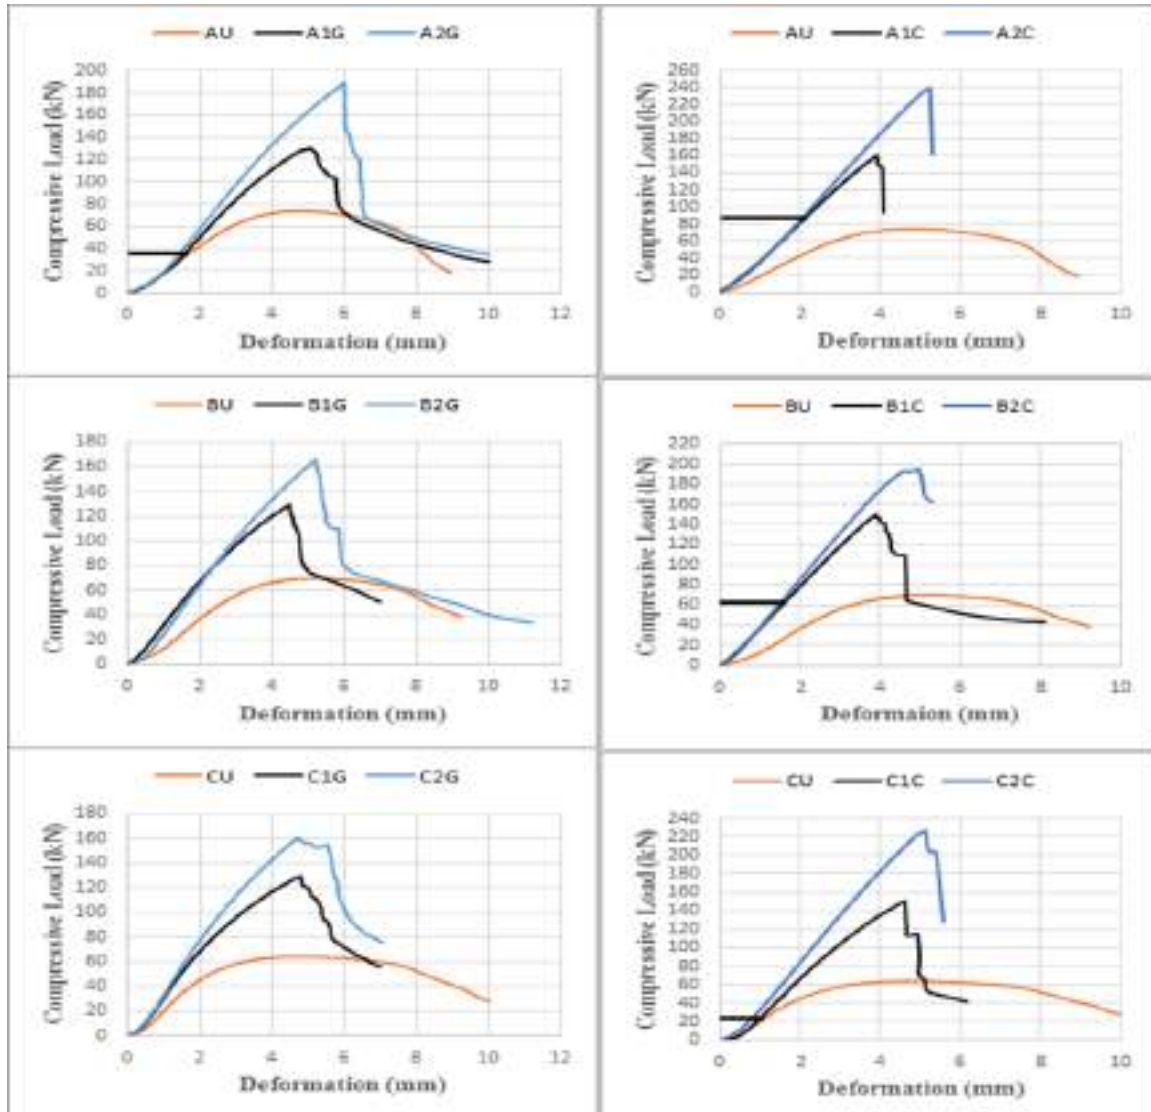 AU A1G A2G
Compressive Load (kN)
200
180
160
140
120
100
80
60
40
20
0
0 2 4 6 8 10 12
Deformation (mm)
AU A1C A2C
Compressive Load (kN)
260
240
220
200
180
160
140
120
100
80
60
40
20
0
0 2 4 6 8 10
Deformation (mm)
BU B1G B2G
Compressive Load (kN)
180
160
140
120
100
80
60
40
20
0
0 2 4 6 8 10 12
Deformation (mm)
BU B1C B2C
Compressive Load (kN)
220
200
180
160
140
120
100
80
60
40
20
0
0 2 4 6 8 10
Deformaion (mm)
CU C1G C2G
Compressive Load (kN)
180
160
140
120
100
80
60
40
20
0
0 2 4 6 8 10 12
Deformation (mm)
CU C1C C2C
Compressive Load (kN)
240
220
200
180
160
140
120
100
80
60
40
20
0
0 2 4 6 8 10
Deformation (mm)